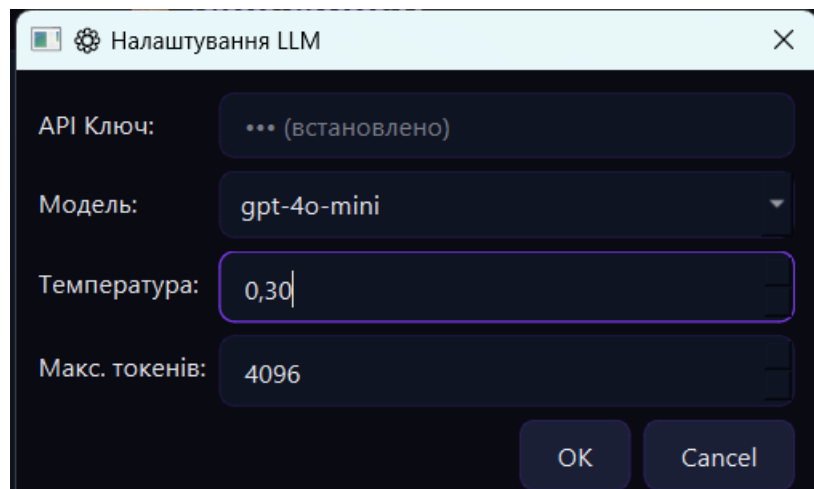 Налаштування LLM
API Ключ: ••• (встановлено)
Модель: gpt-4o-mini
Температура: 0,30
Макс. токенів: 4096
OK Cancel